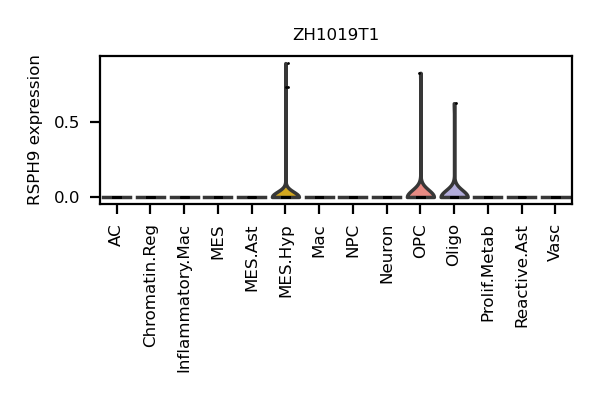 ZH1019T1
RSPH9 expression
0.5
0.0
AC
Chromatin.Reg
Inflammatory.Mac
MES
MES.Ast
MES.Hyp
Mac
NPC
Neuron
OPC
Oligo
Prolif.Metab
Reactive.Ast
Vasc